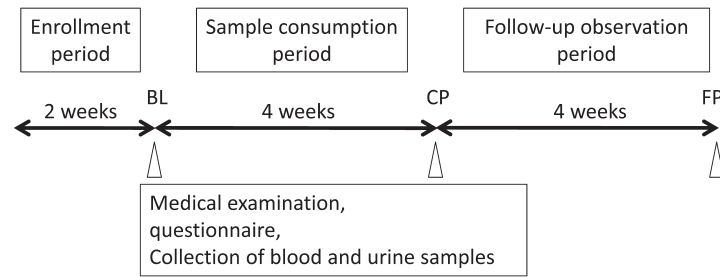 Enrollment
period
Sample consumption
period
Follow-up observation
period
BL
CP
FP
2 weeks
4 weeks
4 weeks
Medical examination,
questionnaire,
Collection of blood and urine samples